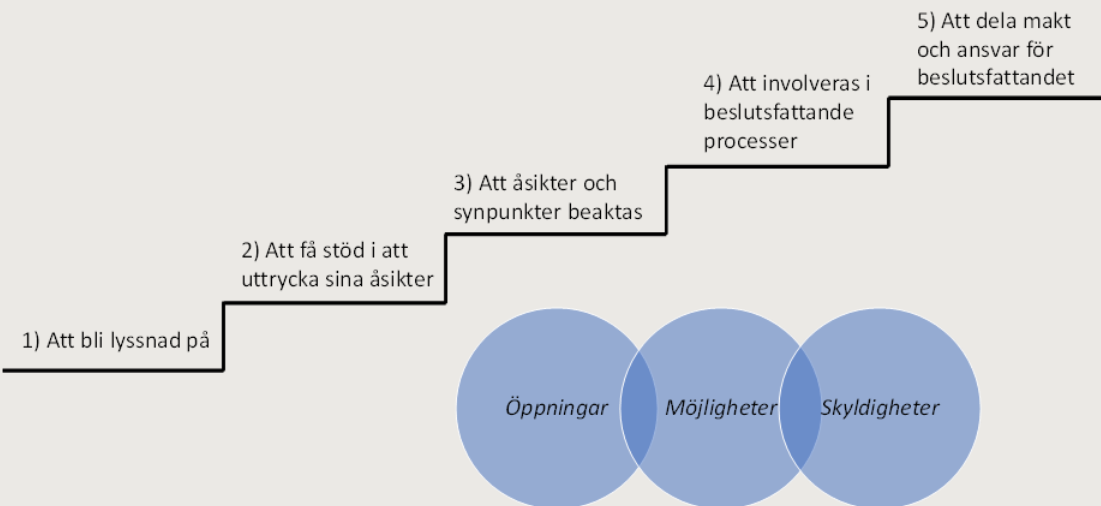 1) Att bli lyssnad på
2) Att få stöd i att
uttrycka sina åsikter
3) Att åsikter och
synpunkter beaktas
4) Att involveras i
beslutsfattande
processer
5) Att dela makt
och ansvar för
beslutsfattandet
Öppningar
Möjligheter
Skyldigheter